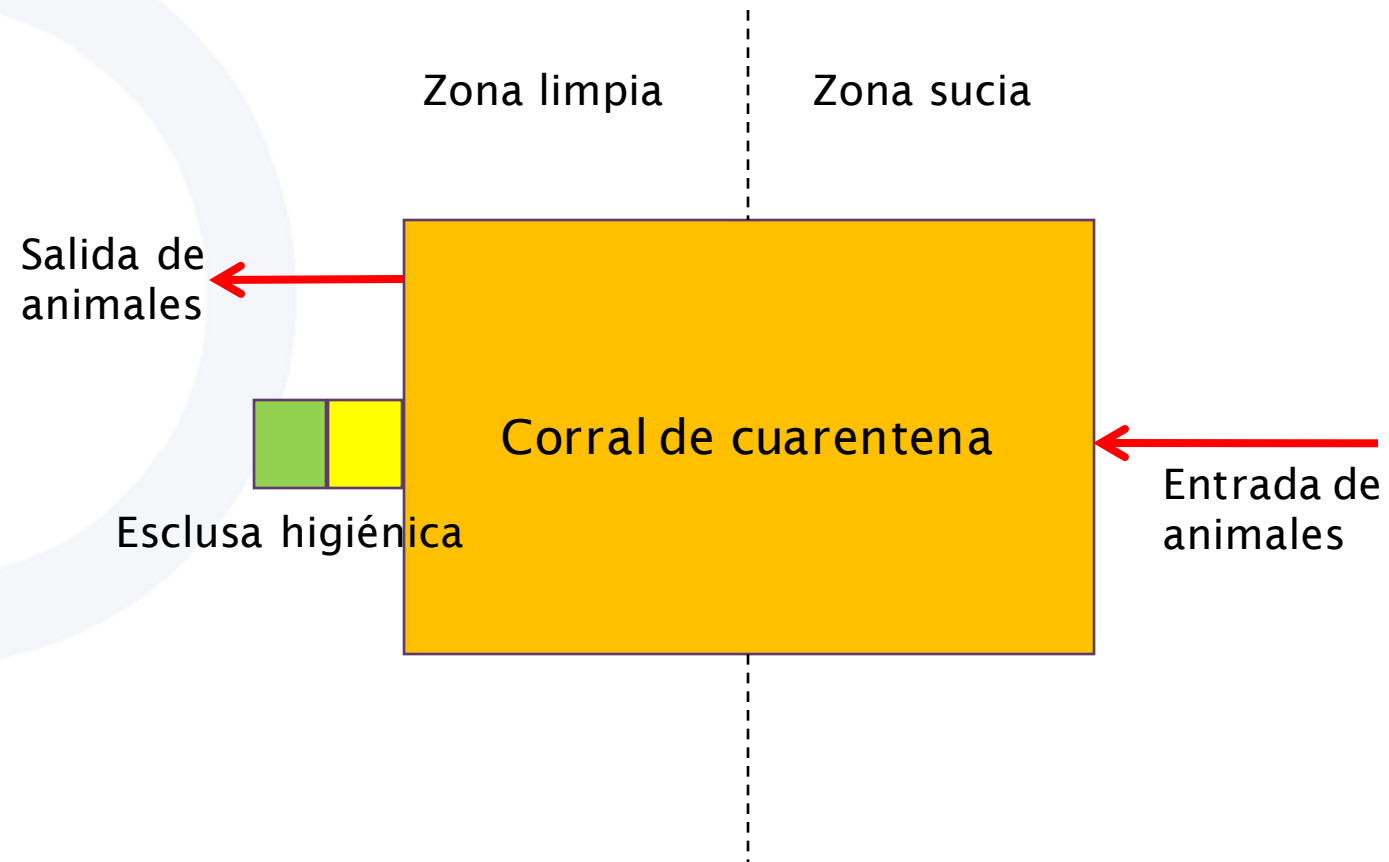 Zona limpia
Zona sucia
Salida de
animales
Corral de cuarentena
Entrada de
animales
Esclusa higiénica